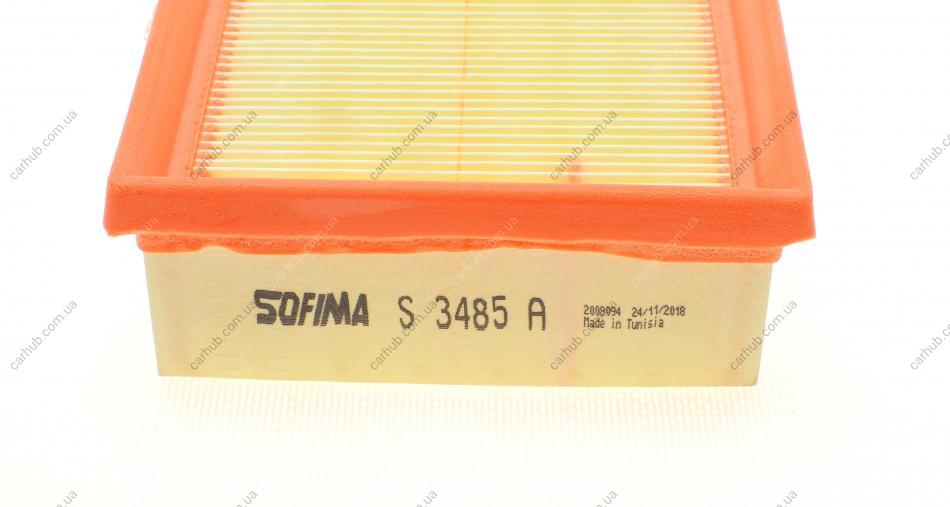 SOFIMA S 3485 A
2008094 24/11/2018
Made in Tunisia
carhub.com.ua